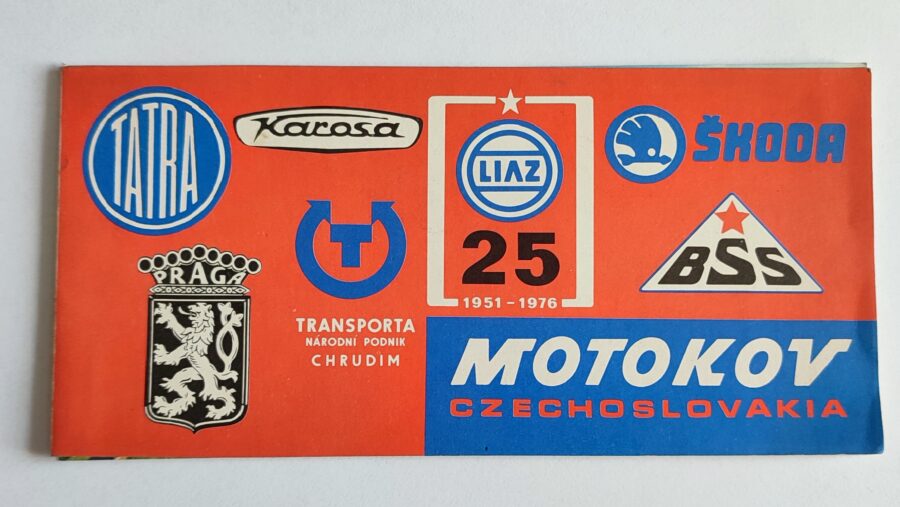 TATRA
Karosa
LIAZ
25
1951-1976
ŠKODA
BSS
PRAGA
T
TRANSPORTA
NÁRODNÍ PODNIK
CHRUDIM
MOTOKOV
CZECHOSLOVAKIA